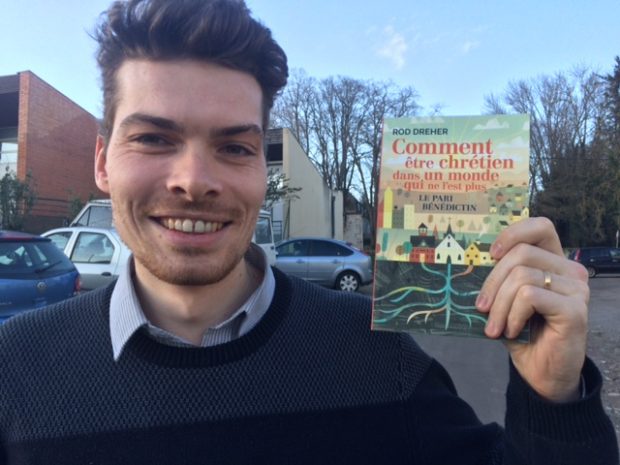 ROD DREHER
Comment
être chrétien
dans un monde
qui ne l'est plus
LE PARI
BÉNÉDICTIN